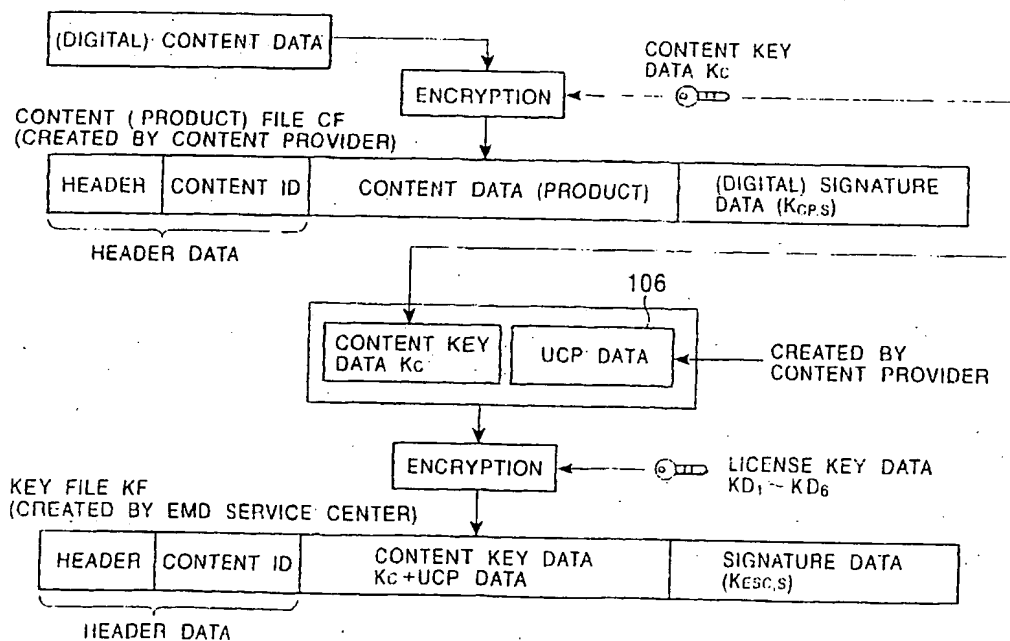 (DIGITAL) CONTENT DATA
CONTENT KEY
DATA Kc
ENCRYPTION
CONTENT (PRODUCT) FILE CF
(CREATED BY CONTENT PROVIDER)
HEADER
CONTENT ID
CONTENT DATA (PRODUCT)
(DIGITAL) SIGNATURE
DATA (KCP,S)
HEADER DATA
106
CONTENT KEY
DATA Kc
UCP DATA
CREATED BY
CONTENT PROVIDER
ENCRYPTION
LICENSE KEY DATA
KD1 ~ KD6
KEY FILE KF
(CREATED BY EMD SERVICE CENTER)
HEADER
CONTENT ID
CONTENT KEY DATA
Kc+UCP DATA
SIGNATURE DATA
(KESC,S)
HEADER DATA